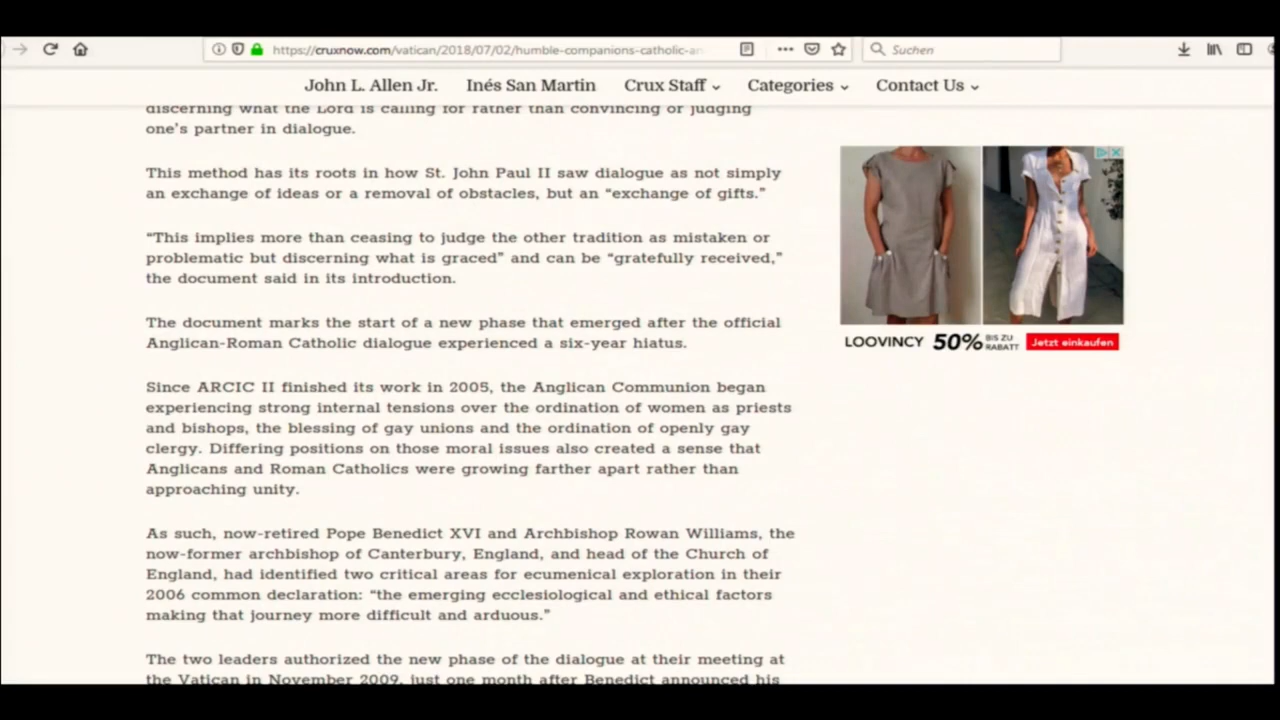 https://cruxnow.com/vatican/2018/07/02/humble-companions-catholic-an
Suchen
John L. Allen Jr. Inés San Martin Crux Staff Categories Contact Us
discerning what the Lord is calling for rather than convincing or judging
one's partner in dialogue.
This method has its roots in how St. John Paul II saw dialogue as not simply
an exchange of ideas or a removal of obstacles, but an “exchange of gifts.”
“This implies more than ceasing to judge the other tradition as mistaken or
problematic but discerning what is graced” and can be “gratefully received,”
the document said in its introduction.
The document marks the start of a new phase that emerged after the official
Anglican-Roman Catholic dialogue experienced a six-year hiatus.
Since ARCIC II finished its work in 2005, the Anglican Communion began
experiencing strong internal tensions over the ordination of women as priests
and bishops, the blessing of gay unions and the ordination of openly gay
clergy. Differing positions on those moral issues also created a sense that
Anglicans and Roman Catholics were growing farther apart rather than
approaching unity.
As such, now-retired Pope Benedict XVI and Archbishop Rowan Williams, the
now-former archbishop of Canterbury, England, and head of the Church of
England, had identified two critical areas for ecumenical exploration in their
2006 common declaration: “the emerging ecclesiological and ethical factors
making that journey more difficult and arduous.”
The two leaders authorized the new phase of the dialogue at their meeting at
the Vatican in November 2009, just one month after Benedict announced his
LOOVINCY 50% BIS ZU RABATT Jetzt einkaufen